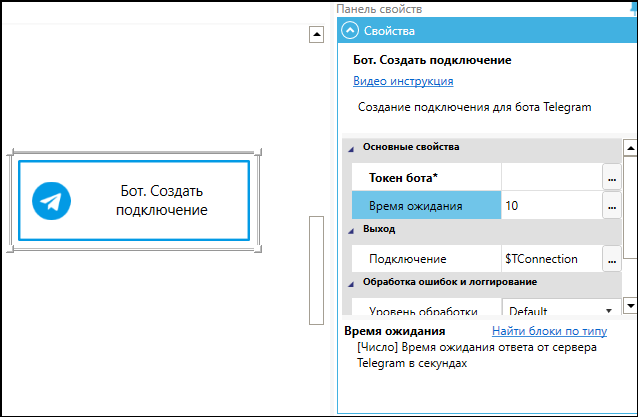 Панель свойств
Свойства
Бот. Создать подключение
Видео инструкция
Создание подключения для бота Telegram
Основные свойства
Токен бота* ...
Время ожидания 10 ...
Выход
Подключение $TConnection ...
Обработка ошибок и логгирование
Уровень обработки Default
Время ожидания Найти блоки по типу
[Число] Время ожидания ответа от сервера
Telegram в секундах
Бот. Создать
подключение